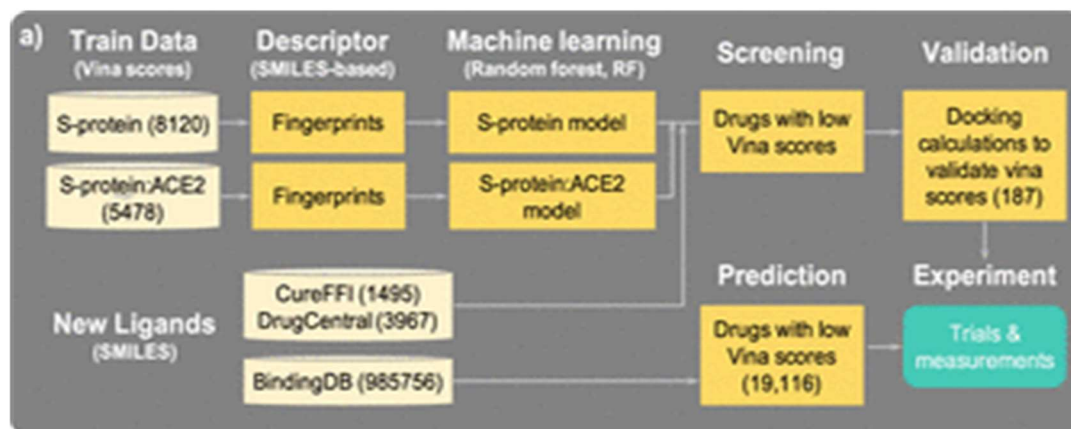 a)
Train Data
(Vina scores)
Descriptor
(SMILES-based)
Machine learning
(Random forest, RF)
Screening
Validation
S-protein (8120)
Fingerprints
S-protein model
Drugs with low
Vina scores
Docking
calculations to
validate vina
scores (187)
S-protein:ACE2
(5478)
Fingerprints
S-protein:ACE2
model
New Ligands
(SMILES)
CureFFI (1495)
DrugCentral (3967)
BindingDB (985756)
Prediction
Drugs with low
Vina scores
(19,116)
Experiment
Trials &
measurements